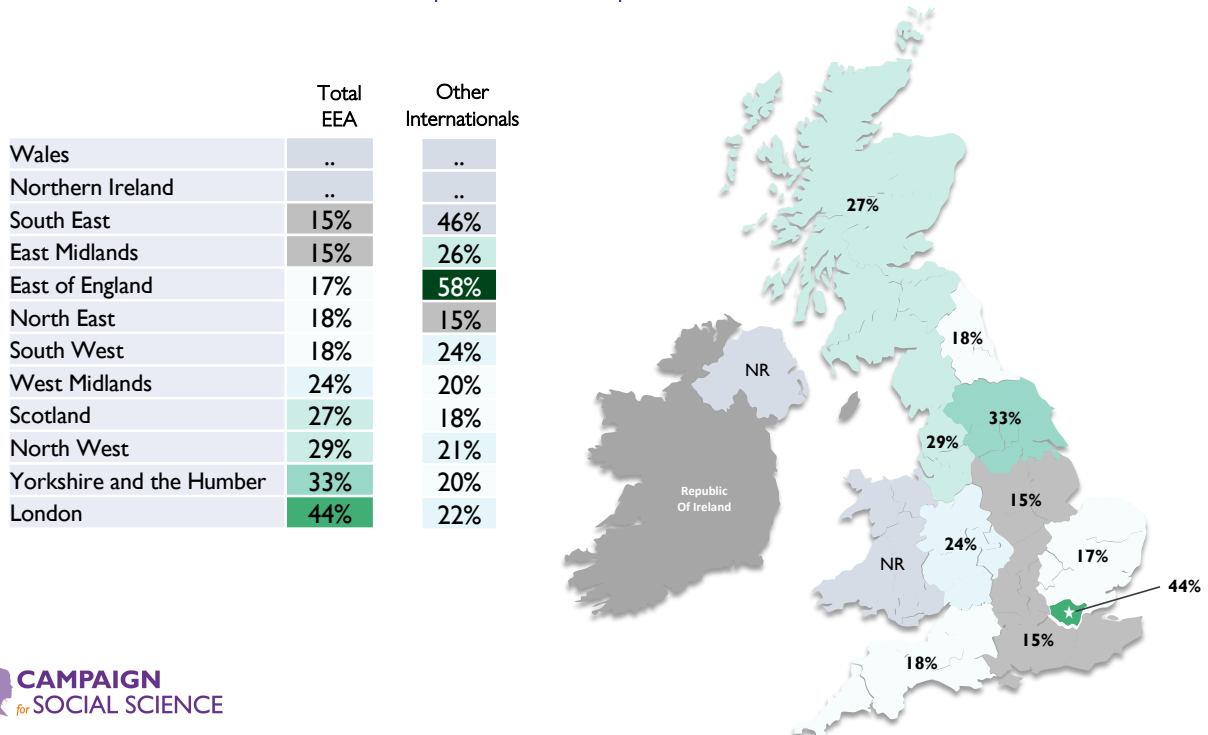 Total
EEA
Other
Internationals
Wales .. ..
Northern Ireland .. ..
South East 15% 46%
East Midlands 15% 26%
East of England 17% 58%
North East 18% 15%
South West 18% 24%
West Midlands 24% 20%
Scotland 27% 18%
North West 29% 21%
Yorkshire and the Humber 33% 20%
London 44% 22%
27%
18%
NR
33%
29%
Republic
Of Ireland
15%
24%
17%
NR
44%
15%
18%
CAMPAIGN
for SOCIAL SCIENCE